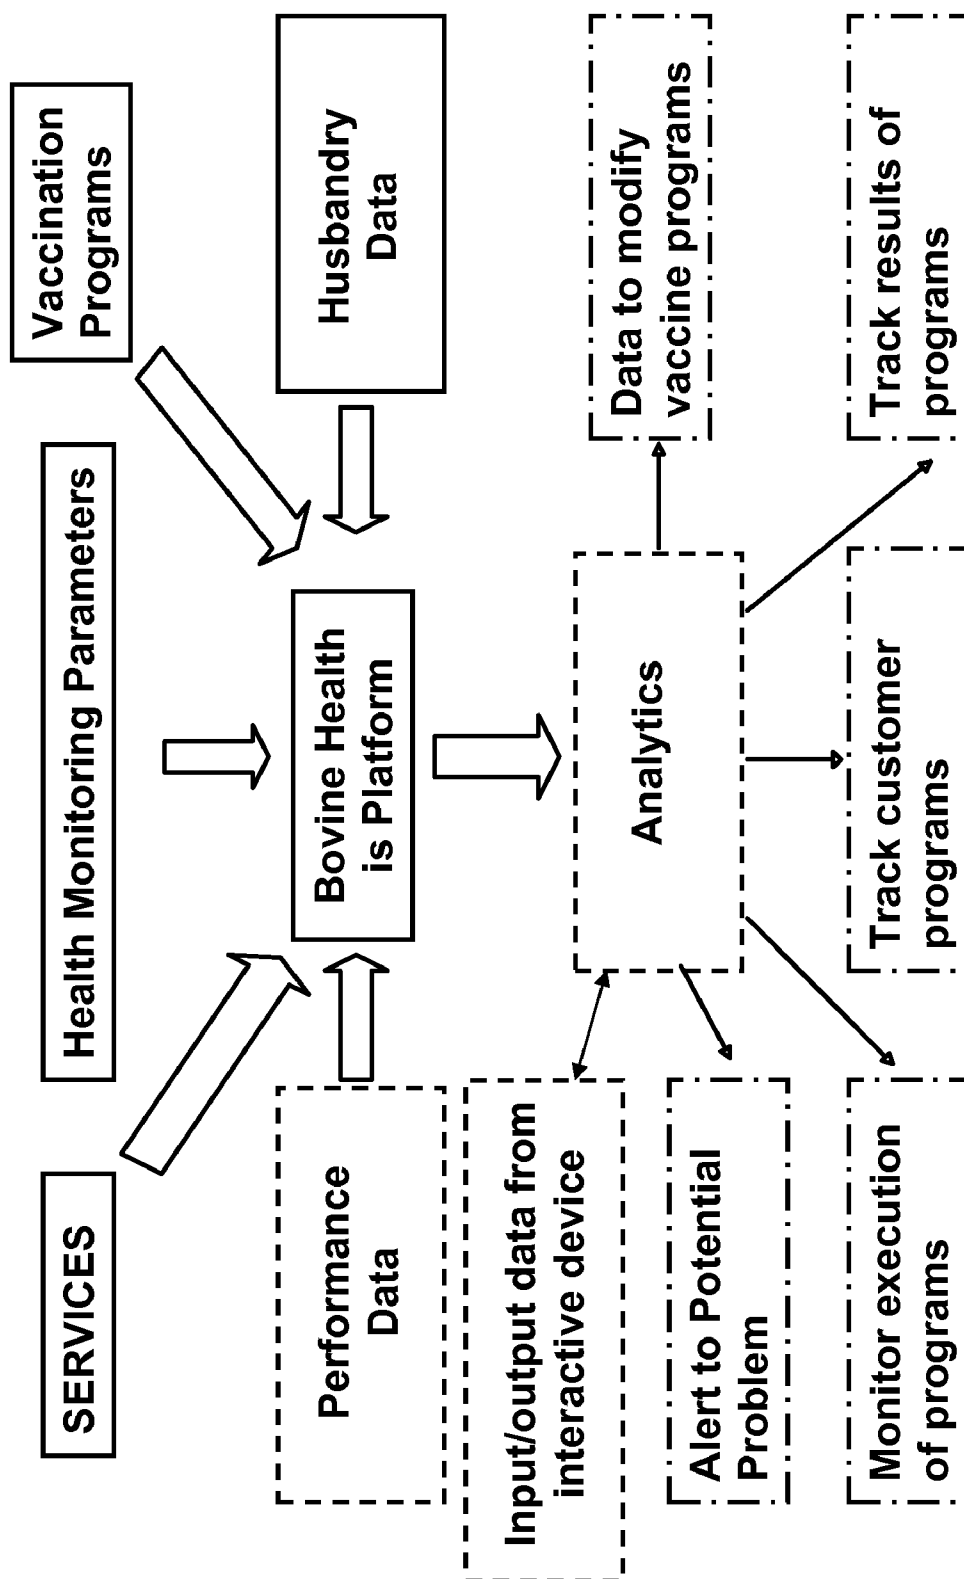 SERVICES
Health Monitoring Parameters
Vaccination
Programs
Performance
Data
Bovine Health
is Platform
Husbandry
Data
Input/output data from
interactive device
Analytics
Data to modify
vaccine programs
Alert to Potential
Problem
Monitor execution
of programs
Track customer
programs
Track results of
programs